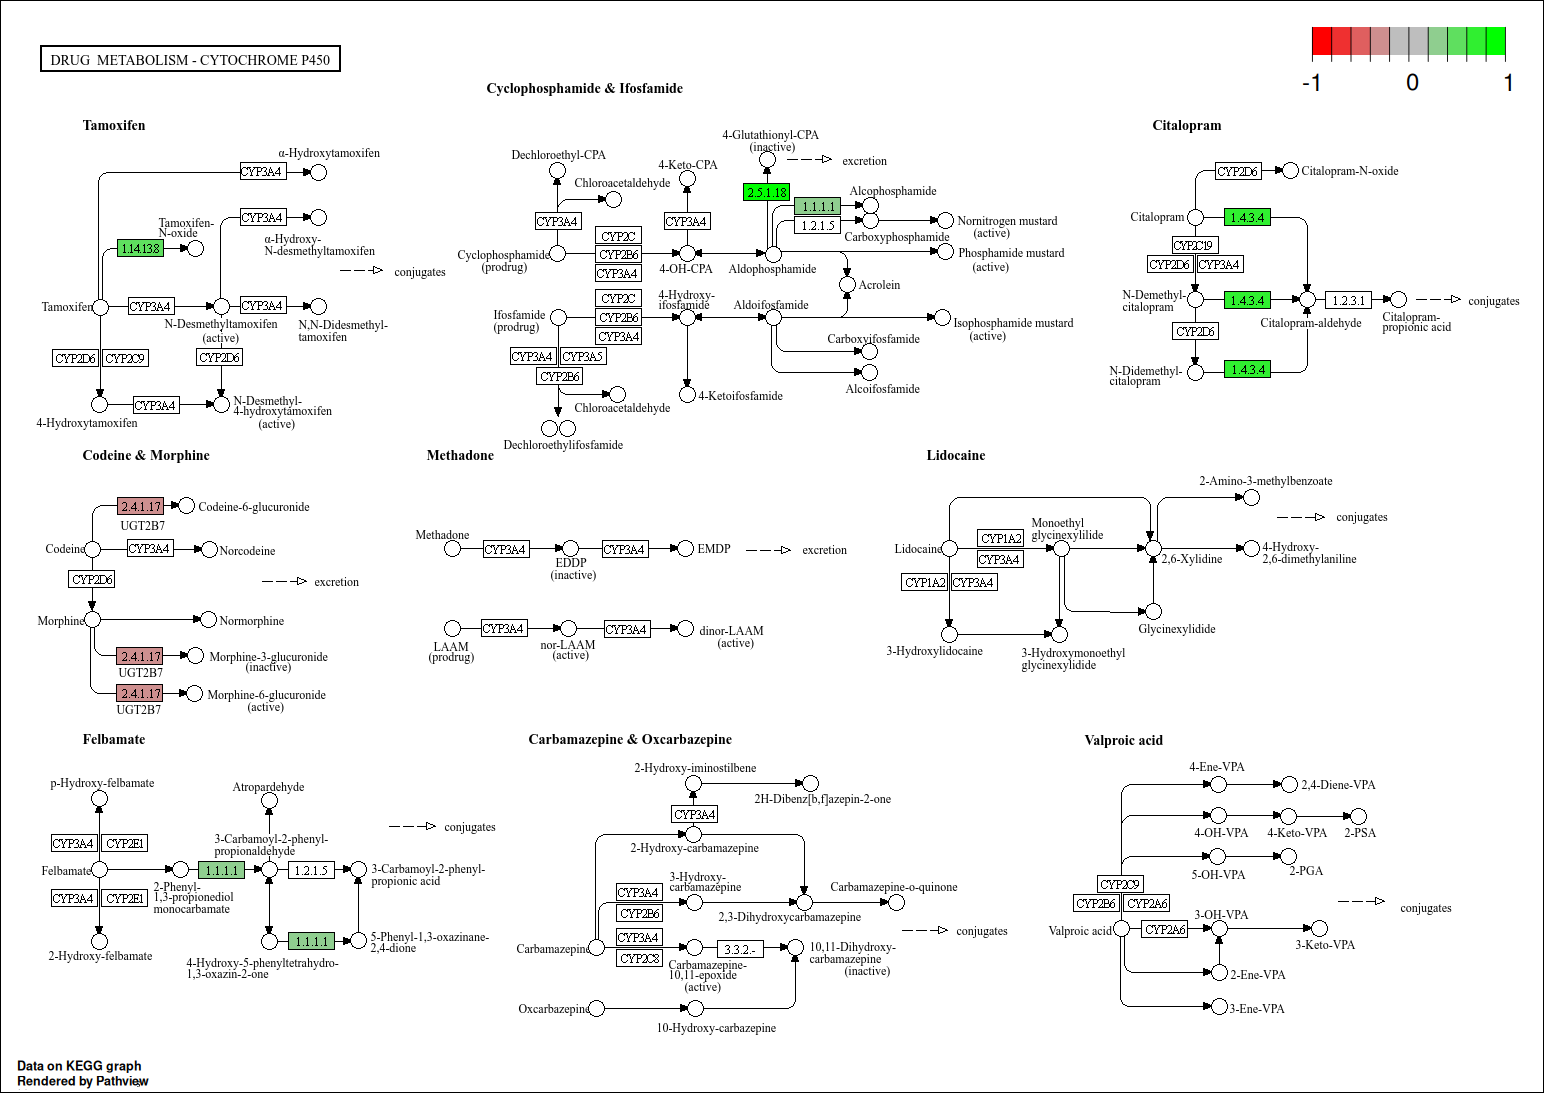 DRUG METABOLISM - CYTOCHROME P450
-1 0 1
Tamoxifen
α-Hydroxytamoxifen
CYP3A4
Tamoxifen-
N-oxide
CYP3A4
1.14.13.8
α-Hydroxy-
N-desmethyltamoxifen
conjugates
Tamoxifen
CYP3A4
CYP3A4
N-Desmethyltamoxifen
(active)
N,N-Didesmethyl-
tamoxifen
CYP2D6
CYP2C9
CYP2D6
CYP3A4
N-Desmethyl-
4-hydroxytamoxifen
(active)
4-Hydroxytamoxifen
Cyclophosphamide & Ifosfamide
4-Glutathionyl-CPA
(inactive)
excretion
Dechloroethyl-CPA
4-Keto-CPA
Chloroacetaldehyde
2.5.1.18
Alcophosphamide
1.1.1.1
CYP3A4
CYP3A4
1.2.1.5
Nornitrogen mustard
(active)
Carboxyphosphamide
CYP2C
CYP2B6
CYP3A4
Cyclophosphamide
(prodrug)
4-OH-CPA
Aldophosphamide
Phosphamide mustard
(active)
Acrolein
CYP2C
CYP2B6
CYP3A4
4-Hydroxy-
ifosfamide
Aldoifosfamide
Ifosfamide
(prodrug)
Isophosphamide mustard
(active)
CYP3A4
CYP3A5
CYP2B6
Carboxyifosfamide
Alcoifosfamide
4-Ketoifosfamide
Chloroacetaldehyde
Dechloroethylifosfamide
Citalopram
CYP2D6
Citalopram-N-oxide
Citalopram
1.4.3.4
CYP2C19
CYP2D6
CYP3A4
N-Demethyl-
citalopram
1.4.3.4
1.2.3.1
conjugates
Citalopram-aldehyde
Citalopram-
propionic acid
CYP2D6
N-Didemethyl-
citalopram
1.4.3.4
Codeine & Morphine
2.4.1.17
UGT2B7
Codeine-6-glucuronide
Codeine
CYP3A4
Norcodeine
CYP2D6
excretion
Morphine
Normorphine
2.4.1.17
UGT2B7
Morphine-3-glucuronide
(inactive)
2.4.1.17
UGT2B7
Morphine-6-glucuronide
(active)
Methadone
Methadone
CYP3A4
CYP3A4
EMDP
excretion
EDDP
(inactive)
CYP3A4
CYP3A4
LAAM
(prodrug)
nor-LAAM
(active)
dinor-LAAM
(active)
Lidocaine
2-Amino-3-methylbenzoate
conjugates
Monoethyl
glycinexylilide
CYP1A2
CYP3A4
Lidocaine
2,6-Xylidine
4-Hydroxy-
2,6-dimethylaniline
CYP1A2
CYP3A4
Glycinexylidide
3-Hydroxylidocaine
3-Hydroxymonoethyl
glycinexylidide
Felbamate
p-Hydroxy-felbamate
Atropardehyde
conjugates
CYP3A4
CYP2E1
3-Carbamoyl-2-phenyl-
propionaldehyde
Felbamate
1.1.1.1
1.2.1.5
3-Carbamoyl-2-phenyl-
propionic acid
2-Phenyl-
1,3-propionediol
monocarbamate
CYP3A4
CYP2E1
1.1.1.1
5-Phenyl-1,3-oxazinane-
2,4-dione
2-Hydroxy-felbamate
4-Hydroxy-5-phenyltetrahydro-
1,3-oxazin-2-one
Carbamazepine & Oxcarbazepine
2-Hydroxy-iminostilbene
2H-Dibenz[b,f]azepin-2-one
CYP3A4
2-Hydroxy-carbamazepine
3-Hydroxy-
carbamazepine
CYP3A4
CYP2B6
Carbamazepine-o-quinone
2,3-Dihydroxycarbamazepine
conjugates
CYP3A4
CYP2C8
Carbamazepine
3.3.2.-
10,11-Dihydroxy-
carbamazepine
(inactive)
Carbamazepine-
10,11-epoxide
(active)
Oxcarbazepine
10-Hydroxy-carbazepine
Valproic acid
4-Ene-VPA
2,4-Diene-VPA
4-OH-VPA
4-Keto-VPA
2-PSA
5-OH-VPA
2-PGA
CYP2C9
CYP2B6
CYP2A6
conjugates
3-OH-VPA
Valproic acid
CYP2A6
3-Keto-VPA
2-Ene-VPA
3-Ene-VPA
Data on KEGG graph
Rendered by Pathview